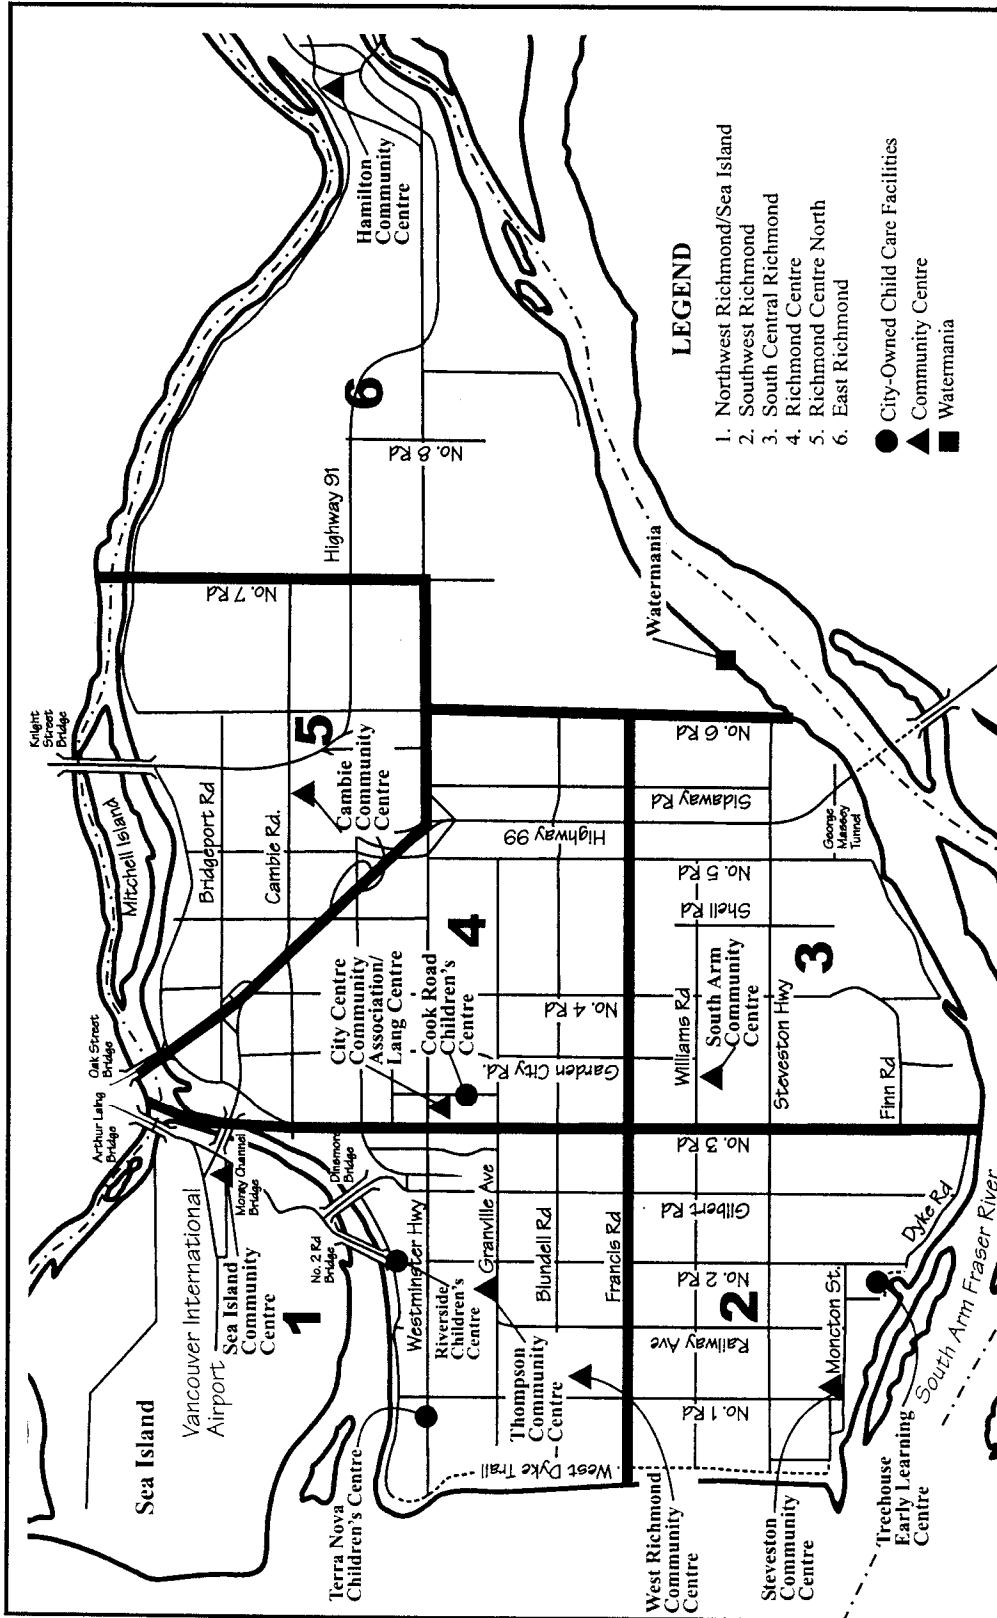 Knight
Street
Bridge
Mitchell Island
Oak Street
Bridge
Arthur Laing
Bridge
Moray Channel
Bridge
Dinsmore
Bridge
No. 2 Rd
Bridge
Sea Island
Vancouver International
Airport
Sea Island
Community
Centre
1
Bridgeport Rd
Cambie Rd.
No. 7 Rd
Highway 91
5
6
Cambie
Community
Centre
Hamilton
Community
Centre
No. 8 Rd
City Centre
Community
Association/
Lang Centre
Cook Road
Children's
Centre
4
Terra Nova
Children's Centre
Westminster Hwy
Riverside
Children's
Centre
Granville Ave
Thompson
Community
Centre
West Dyke Trail
Blundell Rd
Francis Rd
Garden City Rd.
No. 4 Rd
Highway 99
Watermania
West Richmond
Community
Centre
No. 1 Rd
Railway Ave
No. 2 Rd
Gilbert Rd
No. 3 Rd
2
Williams Rd
South Arm
Community
Centre
Shell Rd
No. 5 Rd
Sidaway Rd
No. 6 Rd
Steveston Hwy
3
Steveston
Community
Centre
Moncton St.
Finn Rd
George
Massey
Tunnel
Treehouse
Early Learning
Centre
Dyke Rd
South Arm Fraser River
LEGEND
1. Northwest Richmond/Sea Island
2. Southwest Richmond
3. South Central Richmond
4. Richmond Centre
5. Richmond Centre North
6. East Richmond
City-Owned Child Care Facilities
Community Centre
Watermania